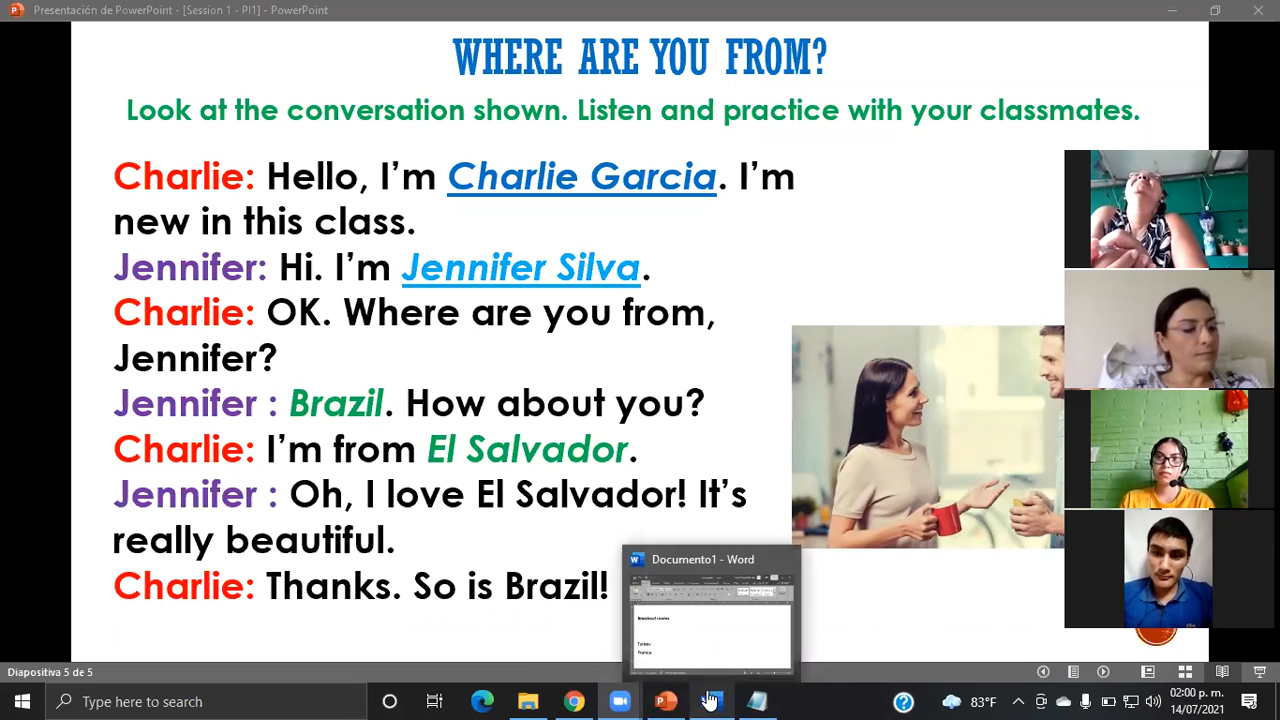 Presentación de PowerPoint - [Session 1 - PI1] - PowerPoint
WHERE ARE YOU FROM?
Look at the conversation shown. Listen and practice with your classmates.
Charlie: Hello, I'm Charlie Garcia. I'm
new in this class.
Jennifer: Hi. I'm Jennifer Silva.
Charlie: OK. Where are you from,
Jennifer?
Jennifer : Brazil. How about you?
Charlie: I'm from El Salvador.
Jennifer : Oh, I love El Salvador! It's
really beautiful.
Charlie: Thanks. So is Brazil!
Documento1 - Word
Diapositiva 5 de 5
Type here to search
83°F
02:00 p. m.
14/07/2021